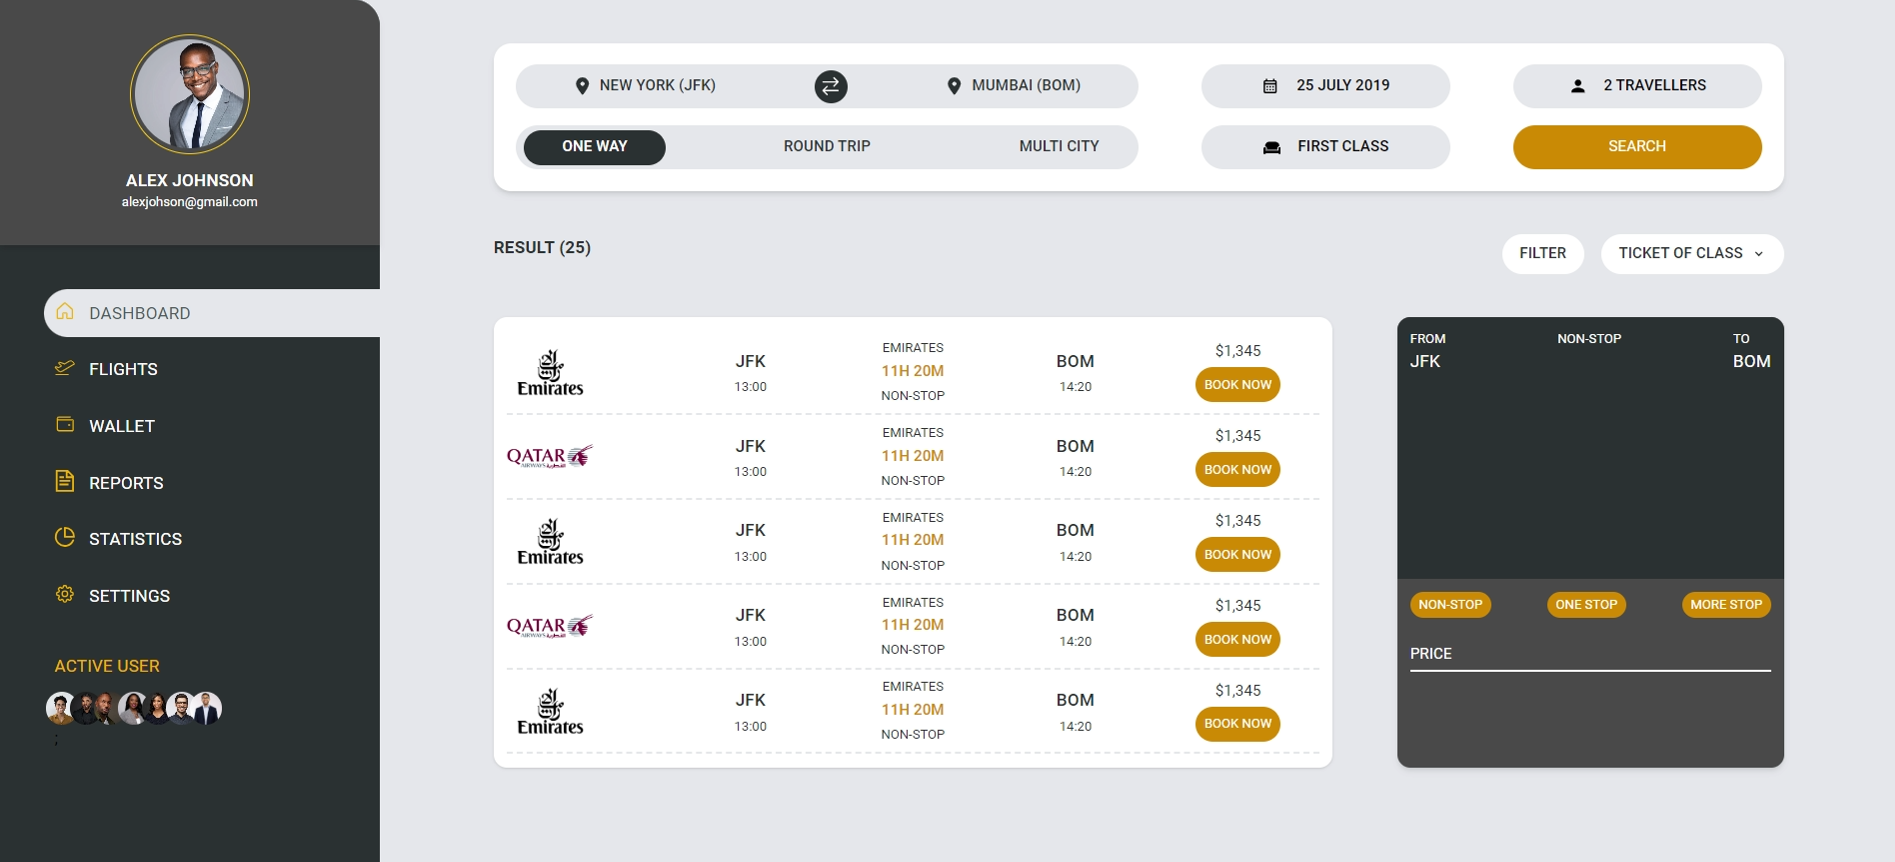 ALEX JOHNSON
alexjohson@gmail.com
DASHBOARD
FLIGHTS
WALLET
REPORTS
STATISTICS
SETTINGS
ACTIVE USER
;
NEW YORK (JFK)
MUMBAI (BOM)
25 JULY 2019
2 TRAVELLERS
ONE WAY
ROUND TRIP
MULTI CITY
FIRST CLASS
SEARCH
RESULT (25)
FILTER
TICKET OF CLASS
Emirates
JFK
13:00
EMIRATES
11H 20M
NON-STOP
BOM
14:20
$1,345
BOOK NOW
QATAR
AIRWAYS القطرية
JFK
13:00
EMIRATES
11H 20M
NON-STOP
BOM
14:20
$1,345
BOOK NOW
Emirates
JFK
13:00
EMIRATES
11H 20M
NON-STOP
BOM
14:20
$1,345
BOOK NOW
QATAR
AIRWAYS القطرية
JFK
13:00
EMIRATES
11H 20M
NON-STOP
BOM
14:20
$1,345
BOOK NOW
Emirates
JFK
13:00
EMIRATES
11H 20M
NON-STOP
BOM
14:20
$1,345
BOOK NOW
FROM
JFK
NON-STOP
TO
BOM
NON-STOP
ONE STOP
MORE STOP
PRICE